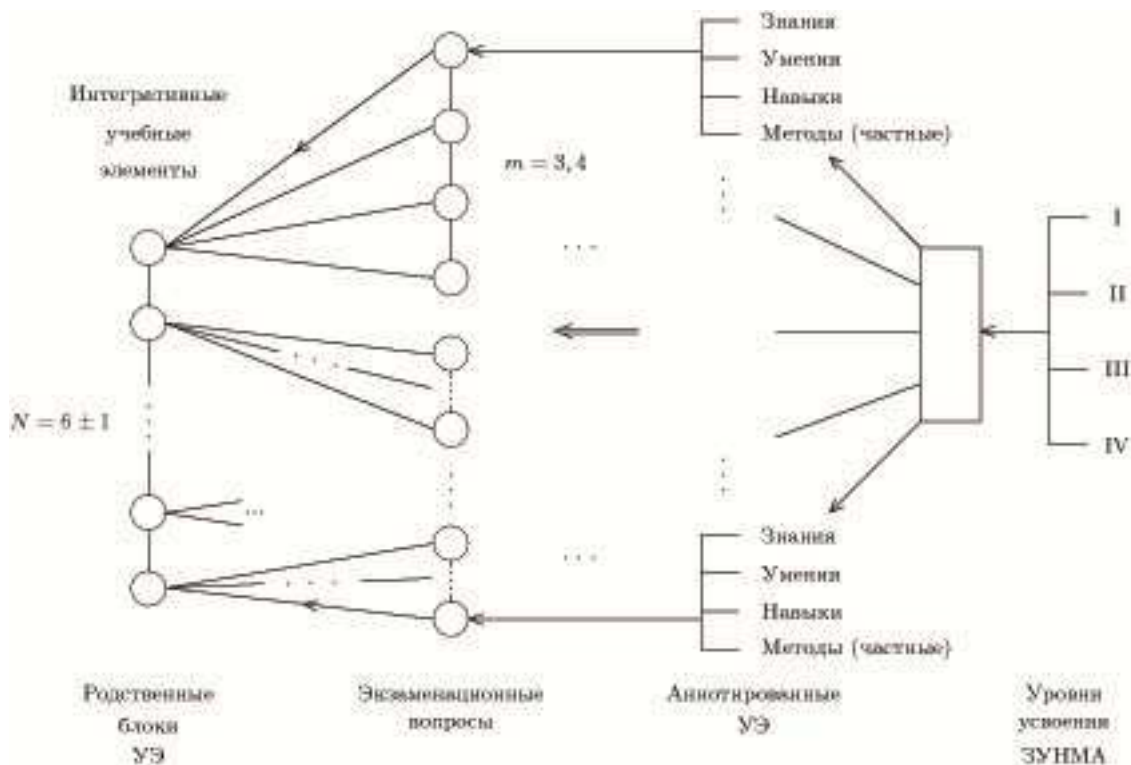 Знания
Умения
Навыки
Методы (частные)
Интегративные
учебные
элементы
m = 3, 4
. . .
I
II
III
IV
N = 6 ± 1
. . .
. . .
. . .
Знания
Умения
Навыки
Методы (частные)
Родственные
блоки
УЭ
Экзаменационные
вопросы
Аннотированные
УЭ
Уровни
усвоения
ЗУНМА